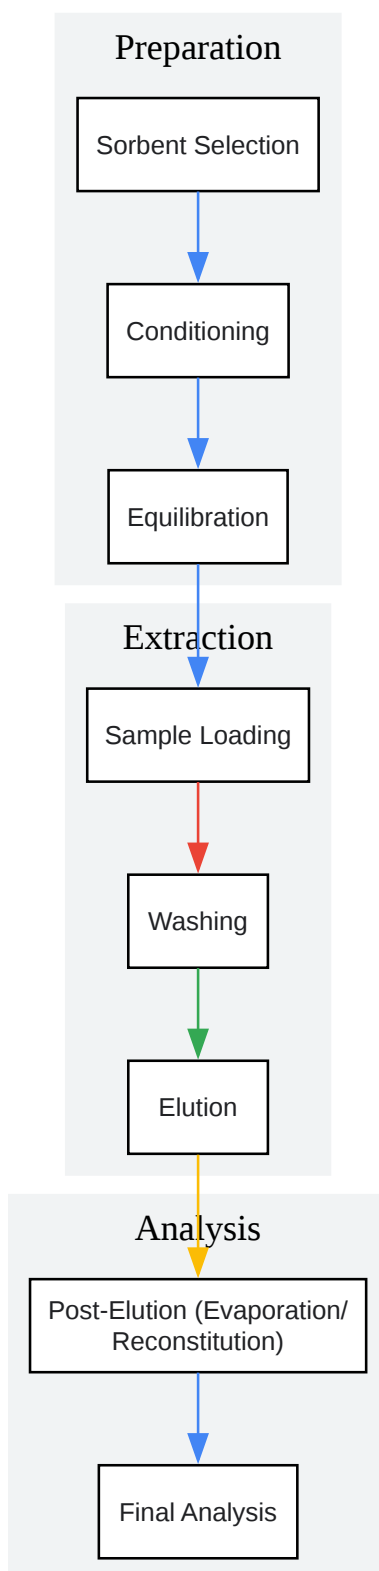 Preparation
Sorbent Selection
Conditioning
Equilibration
Extraction
Sample Loading
Washing
Elution
Analysis
Post-Elution (Evaporation/
Reconstitution)
Final Analysis